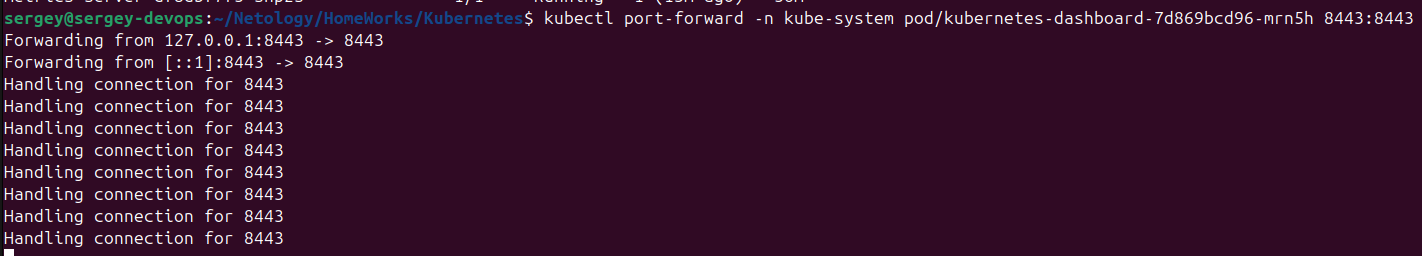 sergey@sergey-devops:~/Netology/HomeWorks/Kubernetes$ kubectl port-forward -n kube-system pod/kubernetes-dashboard-7d869bcd96-mrn5h 8443:8443
Forwarding from 127.0.0.1:8443 -> 8443
Forwarding from [::1]:8443 -> 8443
Handling connection for 8443
Handling connection for 8443
Handling connection for 8443
Handling connection for 8443
Handling connection for 8443
Handling connection for 8443
Handling connection for 8443
Handling connection for 8443